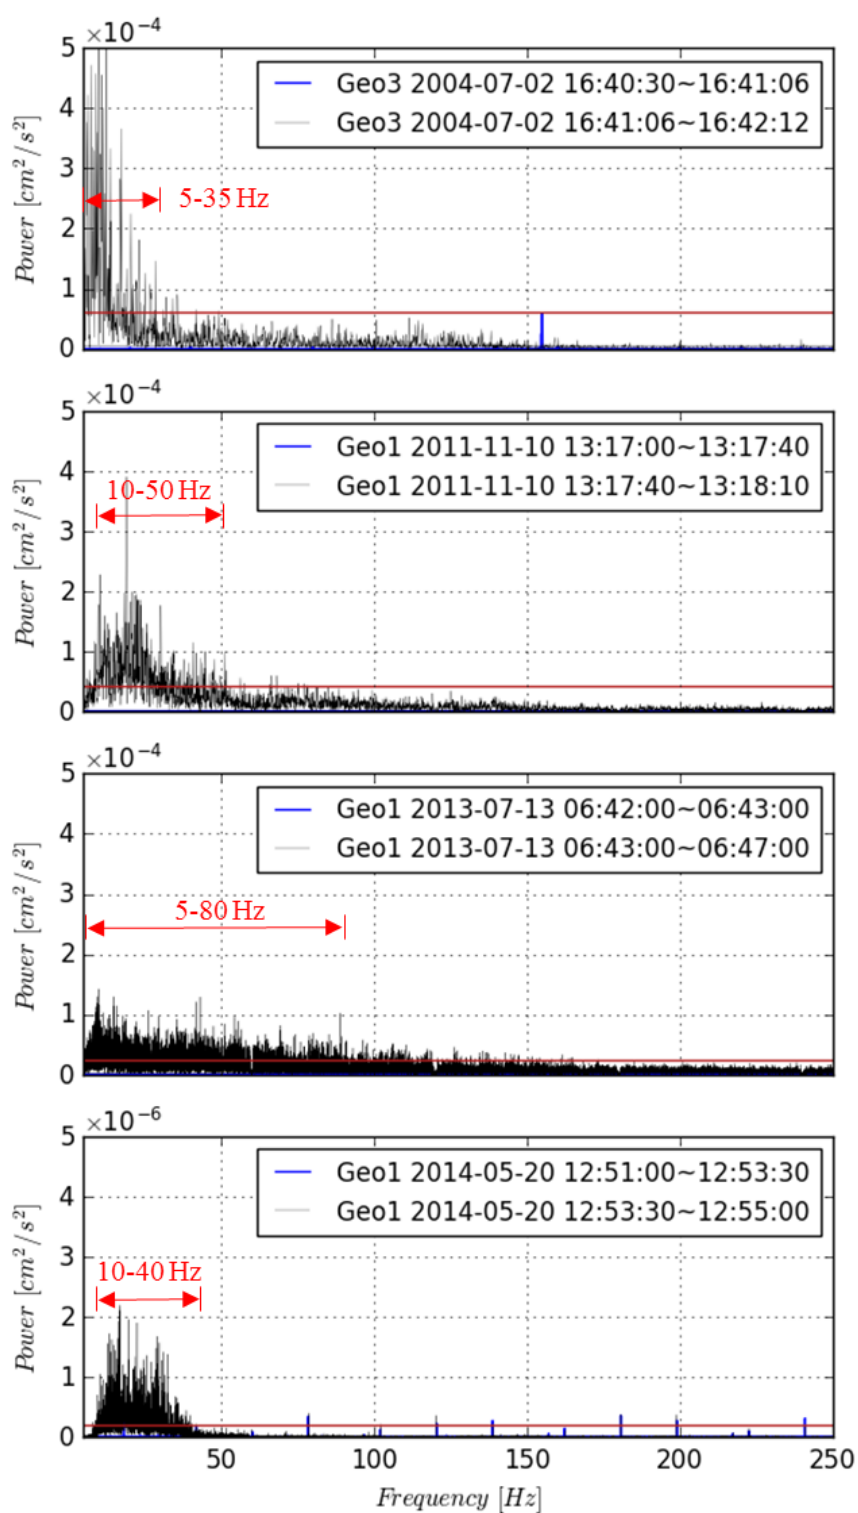 ×10⁻⁴
5
4
3
2
1
0
Power [cm²/s²]
Geo3 2004-07-02 16:40:30~16:41:06
Geo3 2004-07-02 16:41:06~16:42:12
5-35 Hz
×10⁻⁴
5
4
3
2
1
0
Power [cm²/s²]
Geo1 2011-11-10 13:17:00~13:17:40
Geo1 2011-11-10 13:17:40~13:18:10
10-50 Hz
×10⁻⁴
5
4
3
2
1
0
Power [cm²/s²]
Geo1 2013-07-13 06:42:00~06:43:00
Geo1 2013-07-13 06:43:00~06:47:00
5-80 Hz
×10⁻⁶
5
4
3
2
1
0
Power [cm²/s²]
Geo1 2014-05-20 12:51:00~12:53:30
Geo1 2014-05-20 12:53:30~12:55:00
10-40 Hz
50 100 150 200 250
Frequency [Hz]